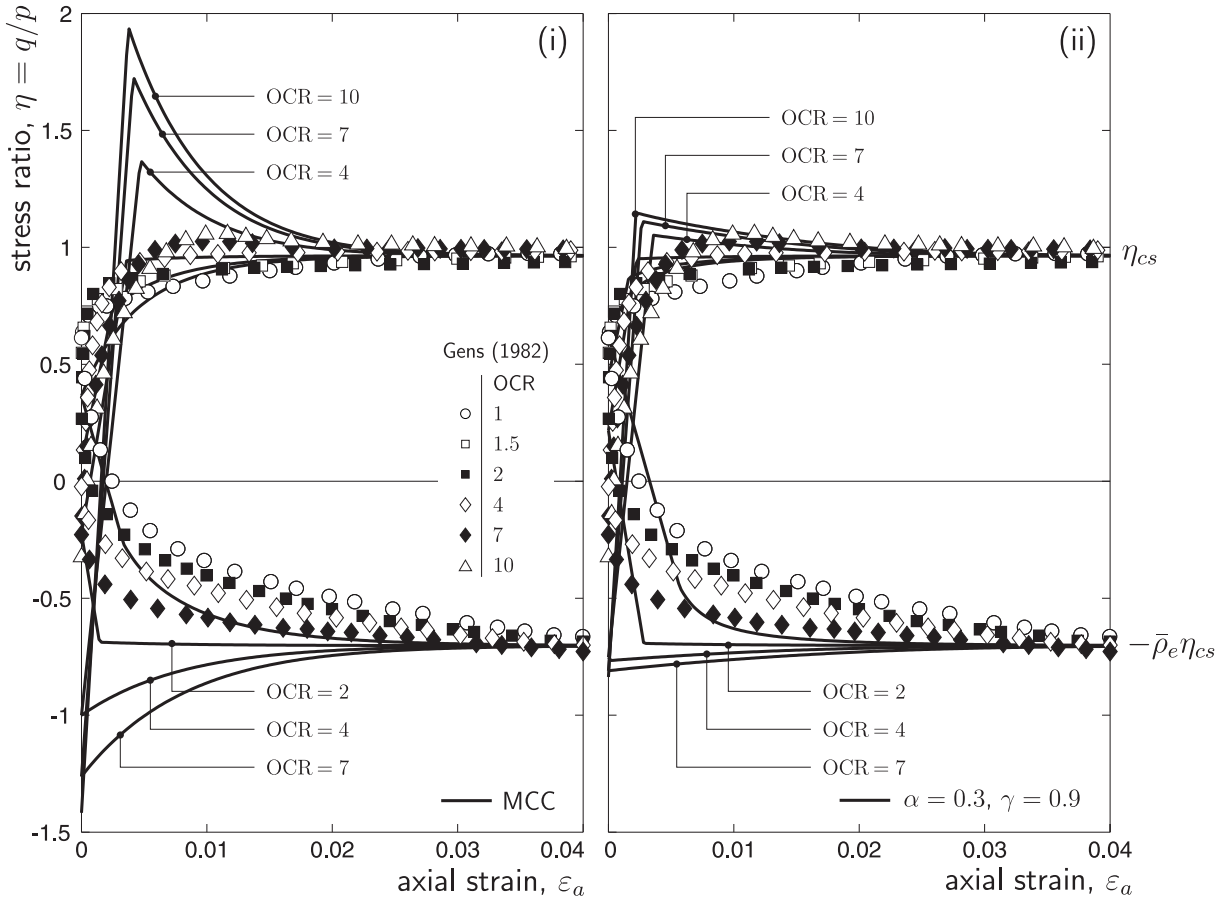 stress ratio, η = q/p
2
1.5
1
0.5
0
-0.5
-1
-1.5
(i)
OCR = 10
OCR = 7
OCR = 4
Gens (1982)
OCR
1
1.5
2
4
7
10
OCR = 2
OCR = 4
OCR = 7
MCC
0 0.01 0.02 0.03 0.04
axial strain, εₐ
(ii)
OCR = 10
OCR = 7
OCR = 4
η_cs
−ρ̄ₑη_cs
OCR = 2
OCR = 4
OCR = 7
α = 0.3, γ = 0.9
0 0.01 0.02 0.03 0.04
axial strain, εₐ